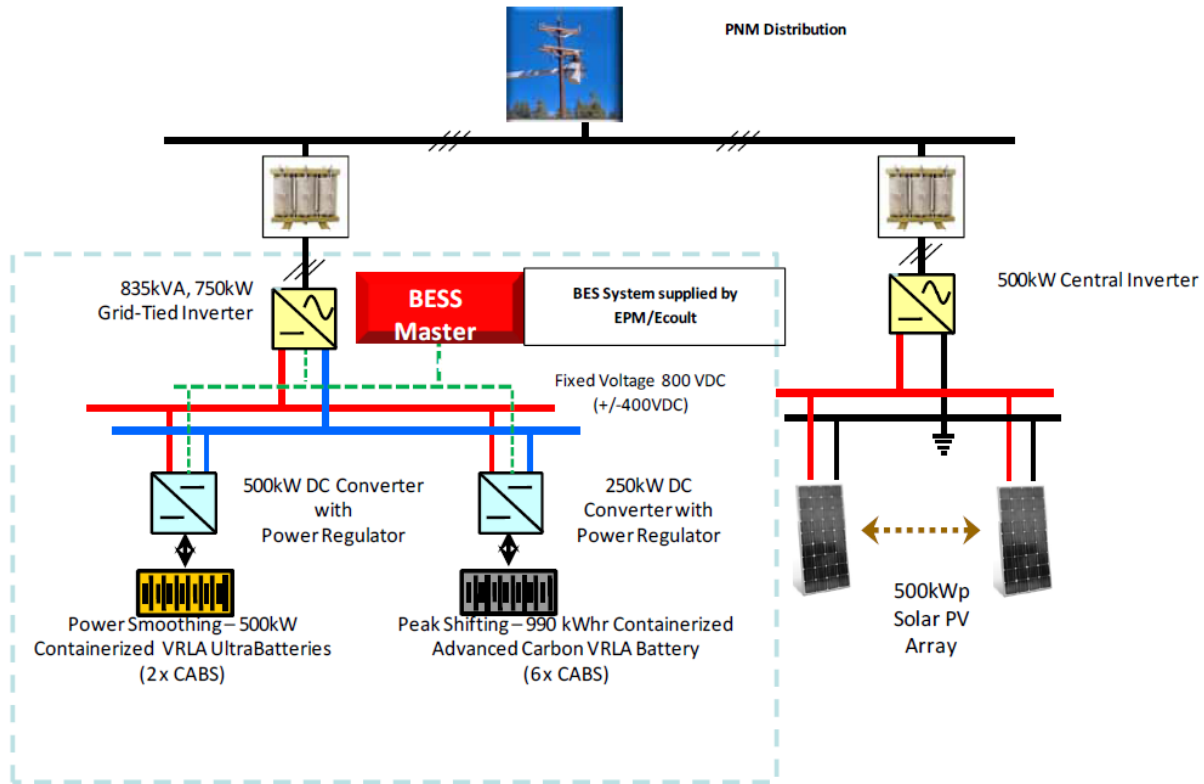 PNM Distribution
835kVA, 750kW
Grid-Tied Inverter
BESS
Master
BES System supplied by
EPM/Ecoult
500kW Central Inverter
Fixed Voltage 800 VDC
(+/-400VDC)
500kW DC Converter
with
Power Regulator
250kW DC
Converter with
Power Regulator
Power Smoothing – 500kW
Containerized VRLA UltraBatteries
(2x CABS)
Peak Shifting – 990 kWhr Containerized
Advanced Carbon VRLA Battery
(6x CABS)
500kWp
Solar PV
Array